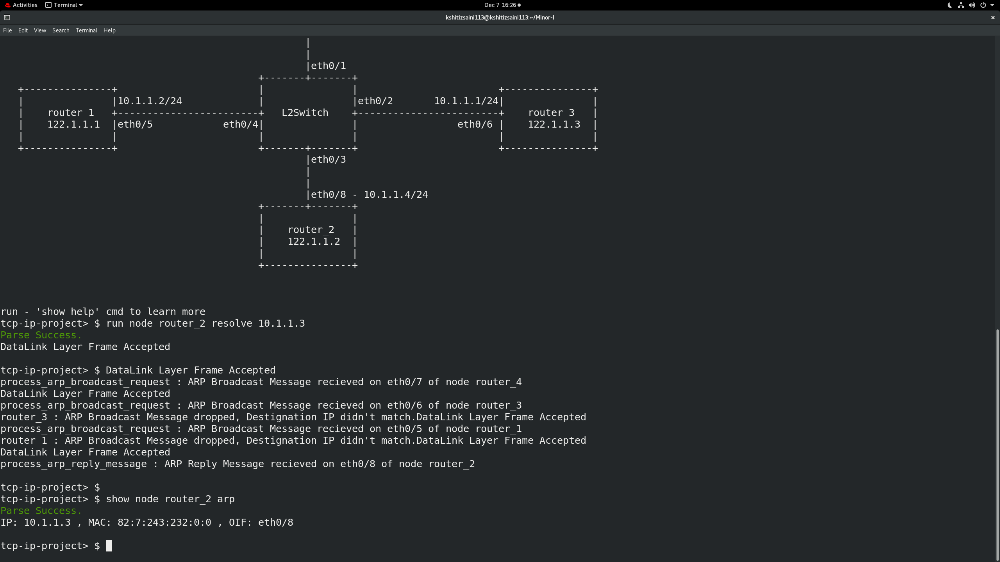 Activities Terminal Dec 7 16:26
kshitizsaini113@kshitizsaini113:~/Minor-I
File Edit View Search Terminal Help
|
|
|eth0/1
+-------+-------+
+---------------+ | | +---------------+
| |10.1.1.2/24 | |eth0/2 10.1.1.1/24| |
| router_1 +------------------------+ L2Switch +------------------------+ router_3 |
| 122.1.1.1 |eth0/5 eth0/4| | eth0/6 | 122.1.1.3 |
| | | | | |
+---------------+ +-------+-------+ +---------------+
|eth0/3
|
|
|eth0/8 - 10.1.1.4/24
+-------+-------+
| |
| router_2 |
| 122.1.1.2 |
| |
+---------------+
run - 'show help' cmd to learn more
tcp-ip-project> $ run node router_2 resolve 10.1.1.3
Parse Success.
DataLink Layer Frame Accepted
tcp-ip-project> $ DataLink Layer Frame Accepted
process_arp_broadcast_request : ARP Broadcast Message recieved on eth0/7 of node router_4
DataLink Layer Frame Accepted
process_arp_broadcast_request : ARP Broadcast Message recieved on eth0/6 of node router_3
router_3 : ARP Broadcast Message dropped, Destignation IP didn't match.DataLink Layer Frame Accepted
process_arp_broadcast_request : ARP Broadcast Message recieved on eth0/5 of node router_1
router_1 : ARP Broadcast Message dropped, Destignation IP didn't match.DataLink Layer Frame Accepted
DataLink Layer Frame Accepted
process_arp_reply_message : ARP Reply Message recieved on eth0/8 of node router_2
tcp-ip-project> $
tcp-ip-project> $ show node router_2 arp
Parse Success.
IP: 10.1.1.3 , MAC: 82:7:243:232:0:0 , OIF: eth0/8
tcp-ip-project> $